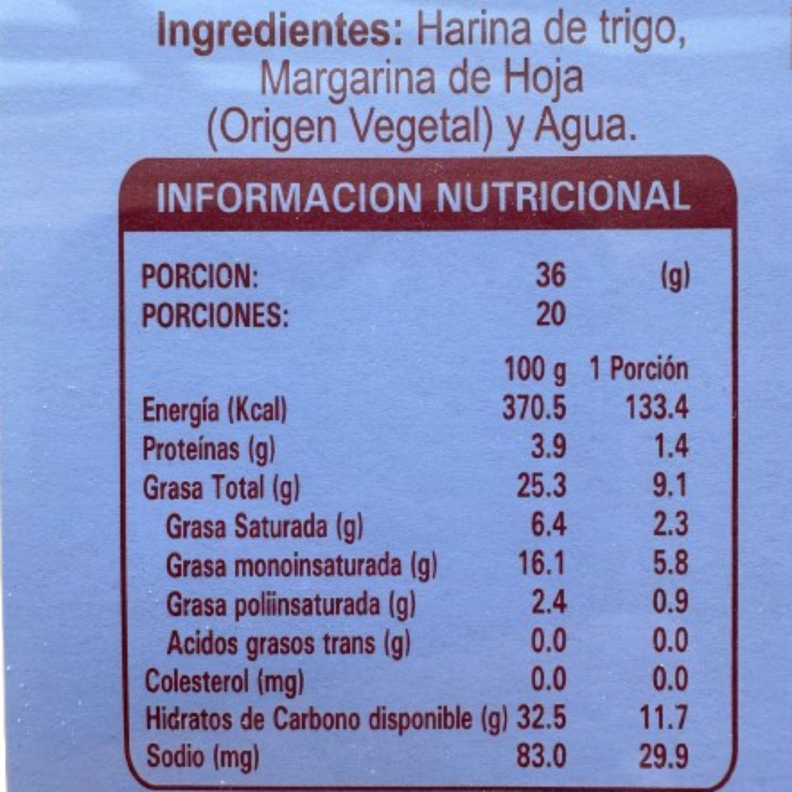 Ingredientes: Harina de trigo,
Margarina de Hoja
(Origen Vegetal) y Agua.
INFORMACION NUTRICIONAL
PORCION: 36 (g)
PORCIONES: 20
100 g 1 Porción
Energía (Kcal) 370.5 133.4
Proteínas (g) 3.9 1.4
Grasa Total (g) 25.3 9.1
Grasa Saturada (g) 6.4 2.3
Grasa monoinsaturada (g) 16.1 5.8
Grasa poliinsaturada (g) 2.4 0.9
Acidos grasos trans (g) 0.0 0.0
Colesterol (mg) 0.0 0.0
Hidratos de Carbono disponible (g) 32.5 11.7
Sodio (mg) 83.0 29.9